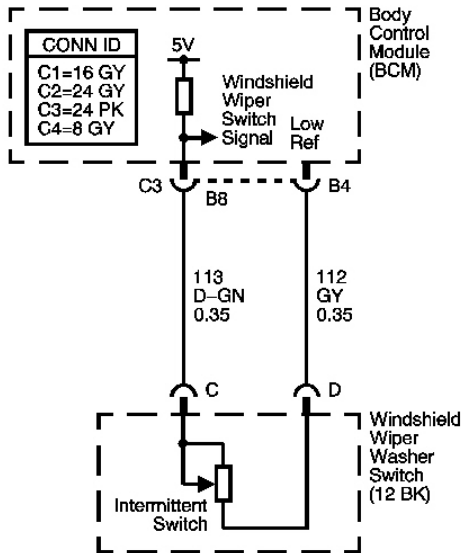 Body
Control
Module
(BCM)
CONN ID
C1=16 GY
C2=24 GY
C3=24 PK
C4=8 GY
5V
Windshield
Wiper
Switch
Signal
Low
Ref
C3
B8
B4
113
D-GN
0.35
112
GY
0.35
C
D
Windshield
Wiper
Washer
Switch
(12 BK)
Intermittent
Switch